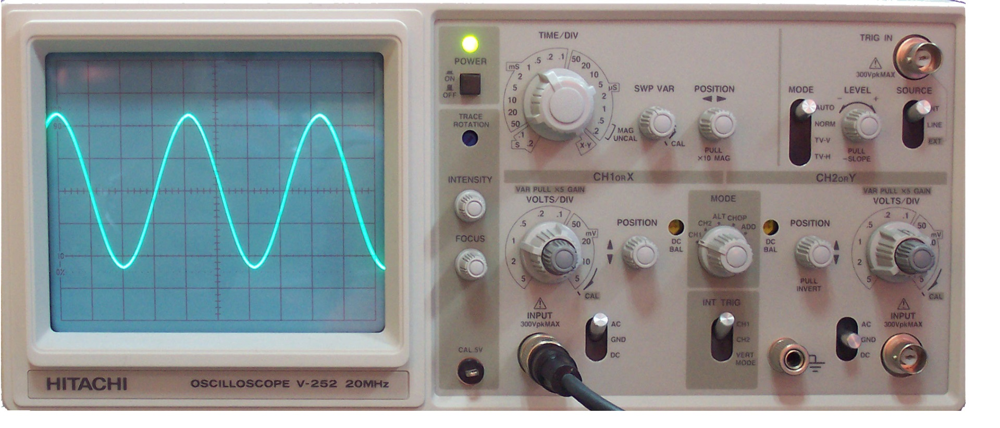 100
90
10
0%
HITACHI
OSCILLOSCOPE V-252 20MHz
POWER
ON
OFF
TRACE
ROTATION
INTENSITY
FOCUS
CAL.5V
TIME/DIV
mS
1
.5
.2
.1
50
20
10
5
µS
2
1
.5
.2
2
5
10
20
50
.1
S
.2
X-Y
MAG
UNCAL
SWP VAR
CAL
POSITION
PULL
×10 MAG
TRIG IN
300VpkMAX
MODE
AUTO
NORM
TV-V
TV-H
LEVEL
- +
PULL
-SLOPE
SOURCE
INT
LINE
EXT
CH1ORX
CH2ORY
VAR PULL ×5 GAIN
VOLTS/DIV
.5
.2
.1
50
mV
20
10
5
1
2
5
CAL
POSITION
DC
BAL
INPUT
300VpkMAX
AC
GND
DC
MODE
CH1
CH2
ALT
CHOP
ADD
INT TRIG
CH1
CH2
VERT
MODE
DC
BAL
POSITION
PULL
INVERT
VAR PULL ×5 GAIN
VOLTS/DIV
.5
.2
.1
50
mV
1
2
5
5
CAL
AC
GND
DC
INPUT
300VpkMAX